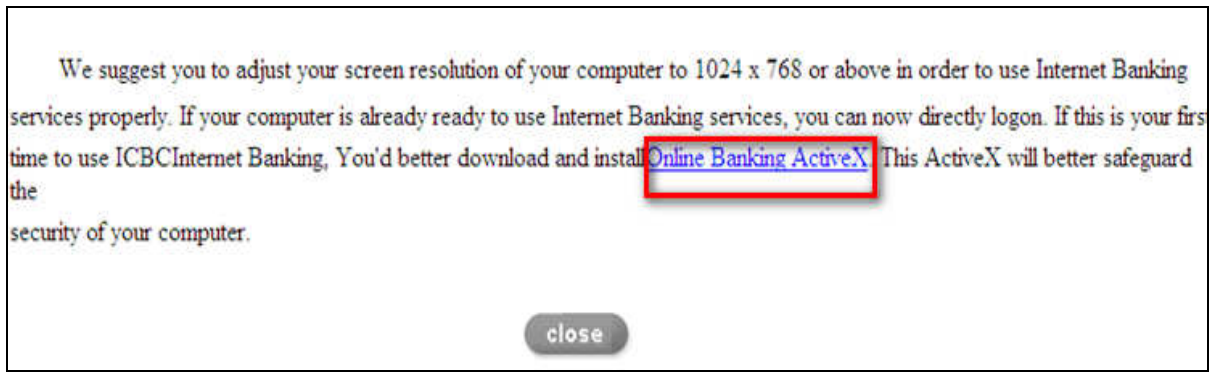 We suggest you to adjust your screen resolution of your computer to 1024 x 768 or above in order to use Internet Banking
services properly. If your computer is already ready to use Internet Banking services, you can now directly logon. If this is your first
time to use ICBCInternet Banking, You'd better download and install Online Banking ActiveX. This ActiveX will better safeguard
the
security of your computer.
close